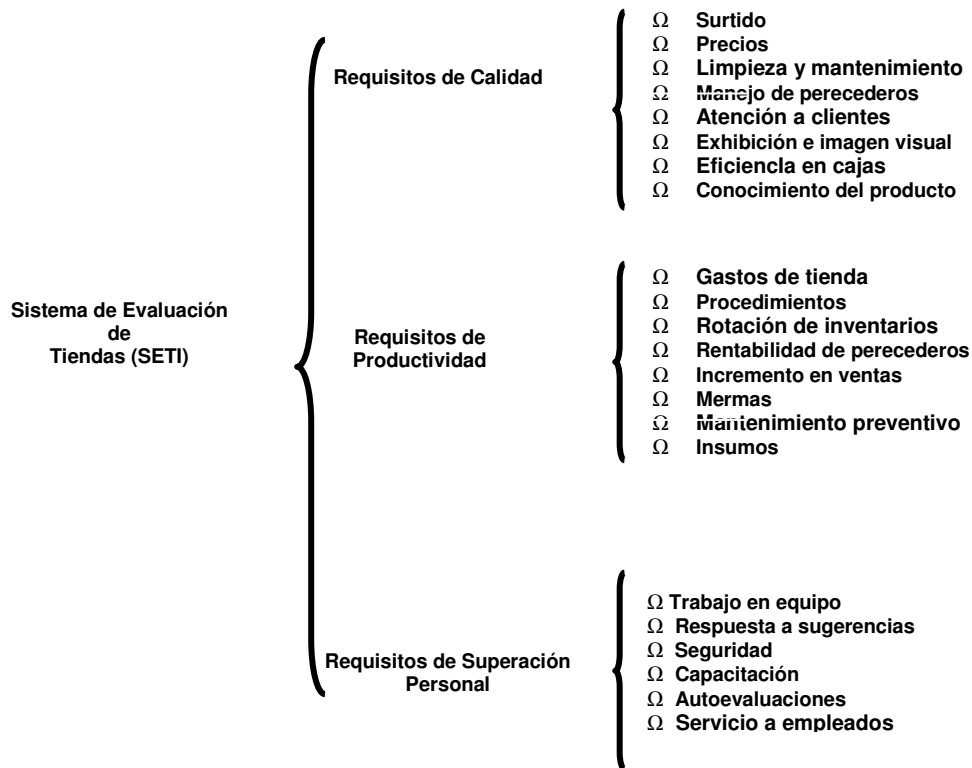 Sistema de Evaluación
de
Tiendas (SETI)
Requisitos de Calidad
Ω Surtido
Ω Precios
Ω Limpieza y mantenimiento
Ω Manejo de perecederos
Ω Atención a clientes
Ω Exhibición e imagen visual
Ω Eficiencla en cajas
Ω Conocimiento del producto
Requisitos de
Productividad
Ω Gastos de tienda
Ω Procedimientos
Ω Rotación de inventarios
Ω Rentabilidad de perecederos
Ω Incremento en ventas
Ω Mermas
Ω Mantenimiento preventivo
Ω Insumos
Requisitos de Superación
Personal
Ω Trabajo en equipo
Ω Respuesta a sugerencias
Ω Seguridad
Ω Capacitación
Ω Autoevaluaciones
Ω Servicio a empleados